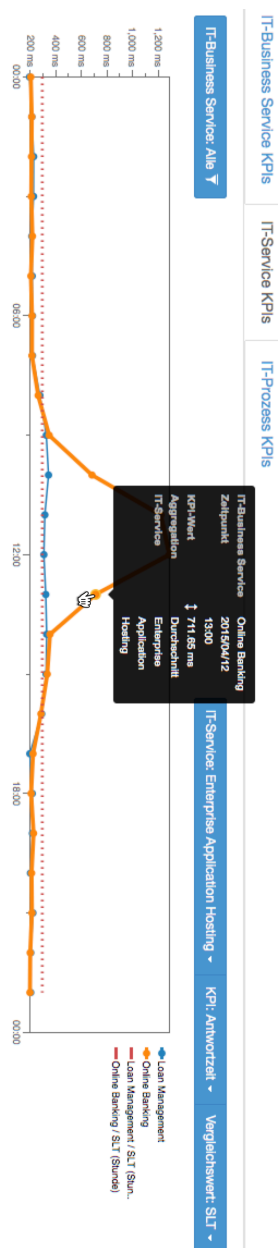 IT-Business Service KPIs
IT-Service KPIs
IT-Prozess KPIs
IT-Business Service: Alle
IT-Service: Enterprise Application Hosting
KPI: Antwortzeit
Vergleichswert: SLT
1,200 ms
1,000 ms
800 ms
600 ms
400 ms
200 ms
00:00
06:00
12:00
18:00
00:00
IT-Business Service Online Banking
Zeitpunkt 2015/04/12
13:00
KPI-Wert ↕ 711.65 ms
Aggregation Durchschnitt
IT-Service Enterprise
Application
Hosting
Loan Management
Online Banking
Loan Management / SLT (Stun..
Online Banking / SLT (Stunde)